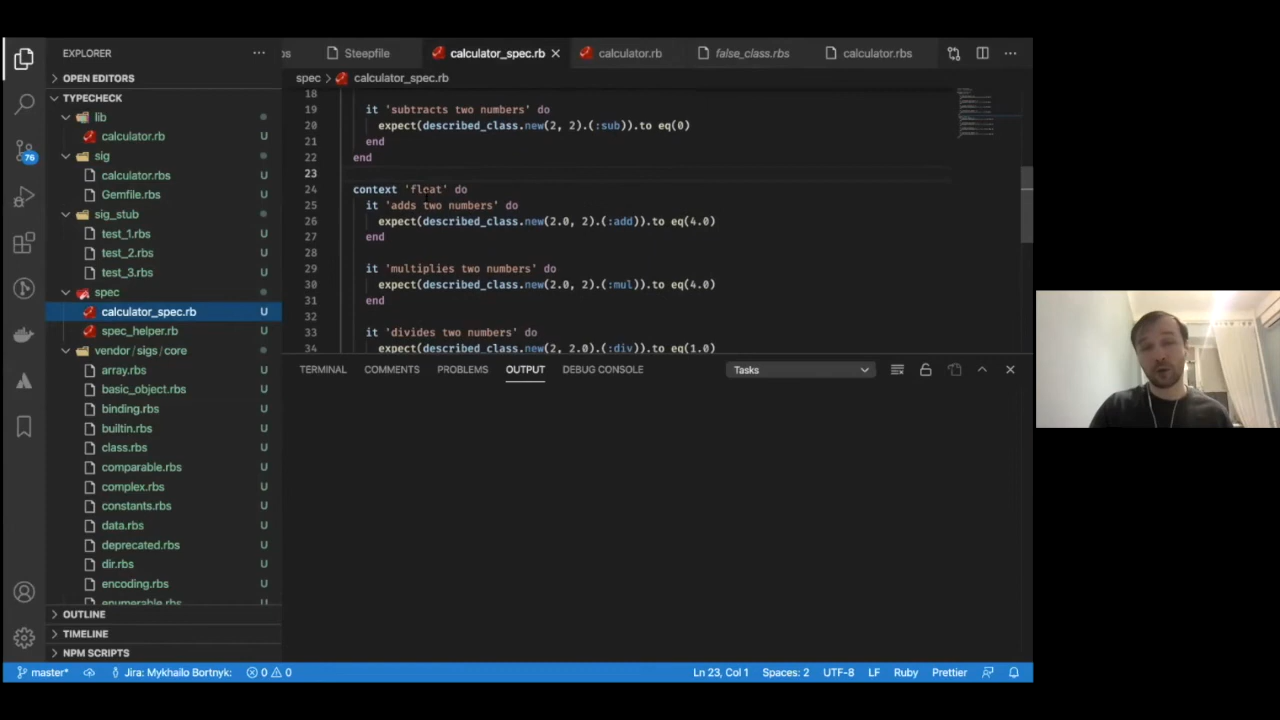 EXPLORER
OPEN EDITORS
TYPECHECK
lib
calculator.rb U
sig
calculator.rbs U
Gemfile.rbs U
sig_stub
test_1.rbs U
test_2.rbs U
test_3.rbs U
spec
calculator_spec.rb U
spec_helper.rb U
vendor/sigs/core
array.rbs U
basic_object.rbs U
binding.rbs U
builtin.rbs U
class.rbs U
comparable.rbs U
complex.rbs U
constants.rbs U
data.rbs U
deprecated.rbs U
dir.rbs U
encoding.rbs U
enumerable.rbs U
OUTLINE
TIMELINE
NPM SCRIPTS
76
Steepfile calculator_spec.rb calculator.rb false_class.rbs calculator.rbs
spec > calculator_spec.rb
18
19 it 'subtracts two numbers' do
20 expect(described_class.new(2, 2).(:sub)).to eq(0)
21 end
22 end
23
24 context 'float' do
25 it 'adds two numbers' do
26 expect(described_class.new(2.0, 2).(:add)).to eq(4.0)
27 end
28
29 it 'multiplies two numbers' do
30 expect(described_class.new(2.0, 2).(:mul)).to eq(4.0)
31 end
32
33 it 'divides two numbers' do
34 expect(described_class.new(2, 2.0).(:div)).to eq(1.0)
TERMINAL COMMENTS PROBLEMS OUTPUT DEBUG CONSOLE Tasks
master* Jira: Mykhailo Bortnyk: 0 0 Ln 23, Col 1 Spaces: 2 UTF-8 LF Ruby Prettier